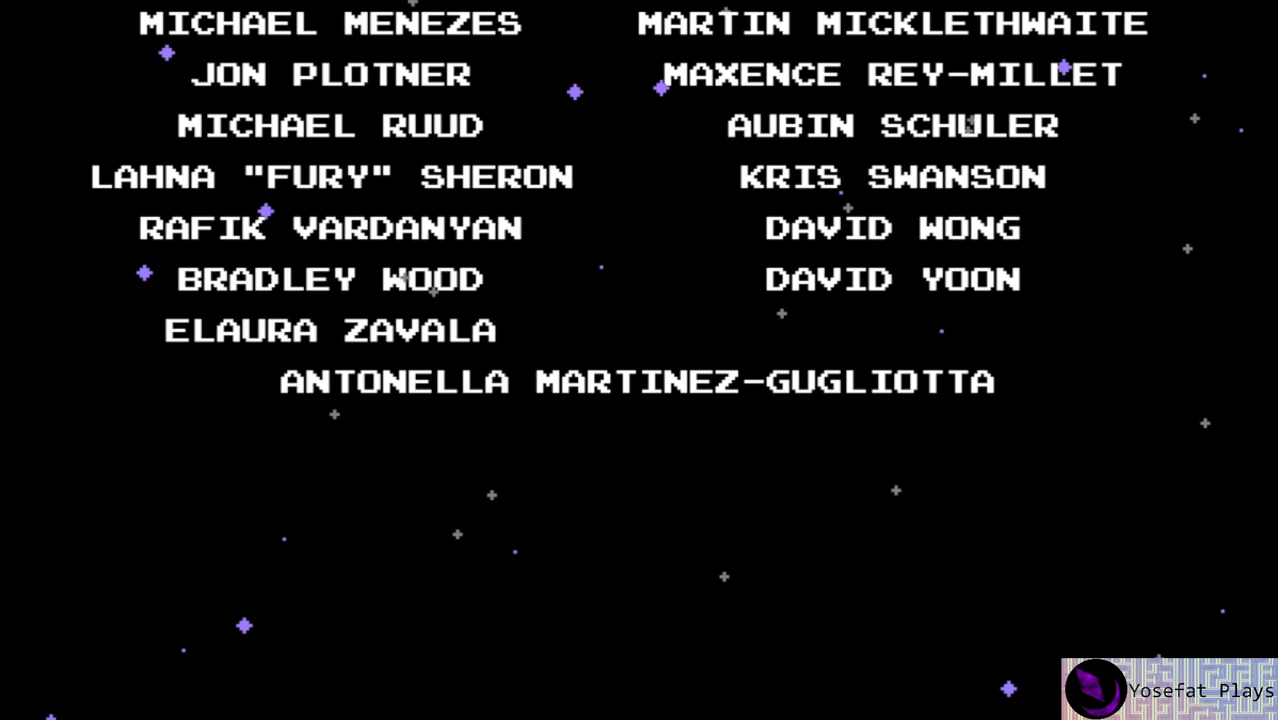 MICHAEL MENEZES MARTIN MICKLETHWAITE
JON PLOTNER MAXENCE REY-MILLET
MICHAEL RUUD AUBIN SCHULER
LAHNA "FURY" SHERON KRIS SWANSON
RAFIK VARDANYAN DAVID WONG
BRADLEY WOOD DAVID YOON
ELAURA ZAVALA
ANTONELLA MARTINEZ-GUGLIOTTA
Yosefat Plays